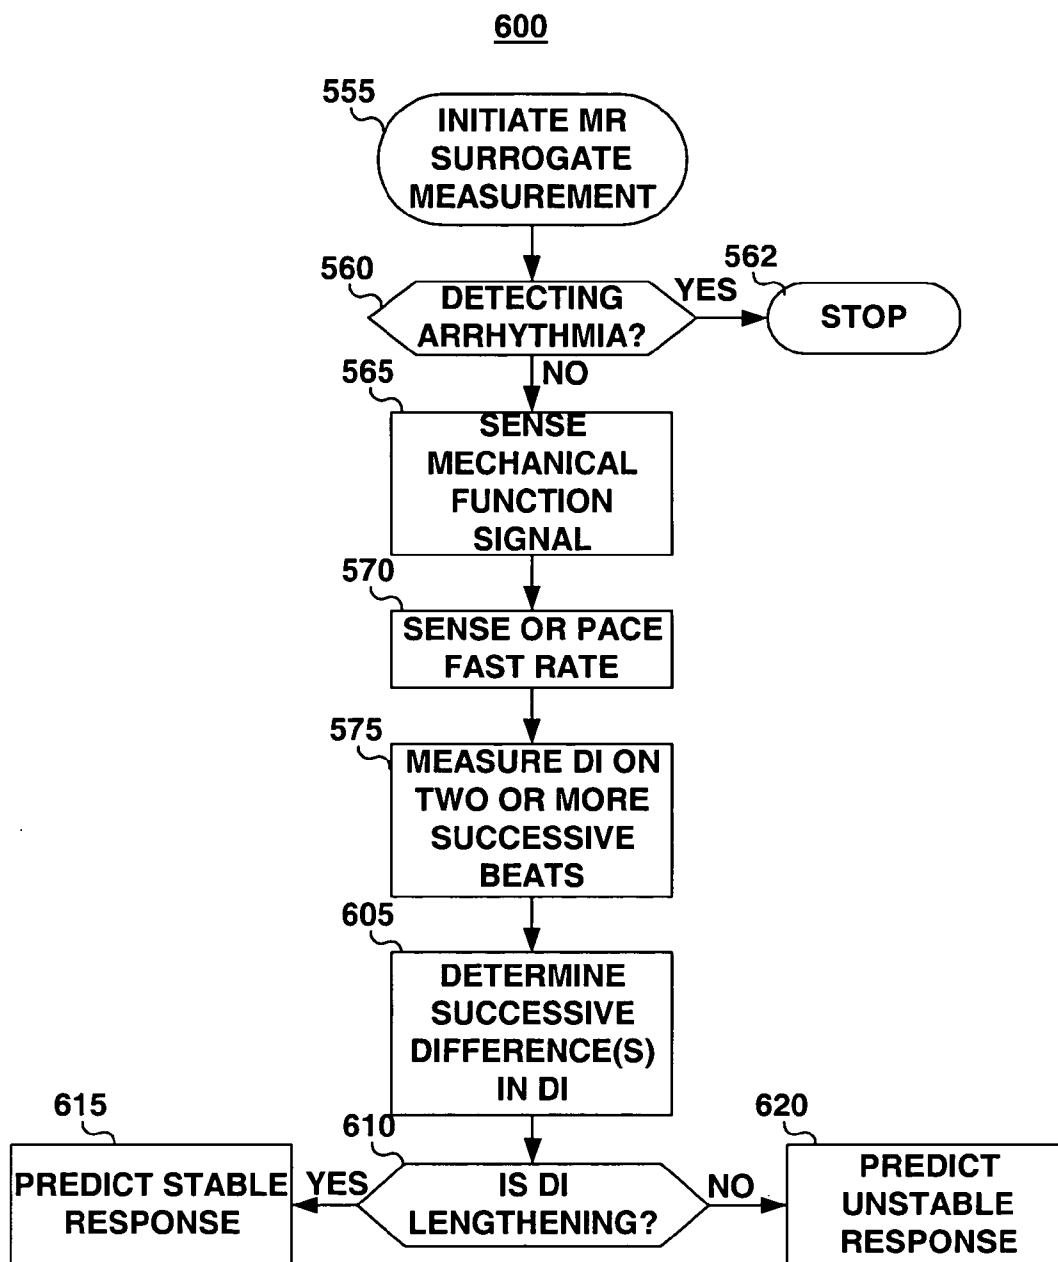 600
555
INITIATE MR
SURROGATE
MEASUREMENT
560
DETECTING
ARRHYTHMIA?
YES
562
STOP
NO
565
SENSE
MECHANICAL
FUNCTION
SIGNAL
570
SENSE OR PACE
FAST RATE
575
MEASURE DI ON
TWO OR MORE
SUCCESSIVE
BEATS
605
DETERMINE
SUCCESSIVE
DIFFERENCE(S)
IN DI
610
IS DI
LENGTHENING?
YES
615
PREDICT STABLE
RESPONSE
NO
620
PREDICT
UNSTABLE
RESPONSE